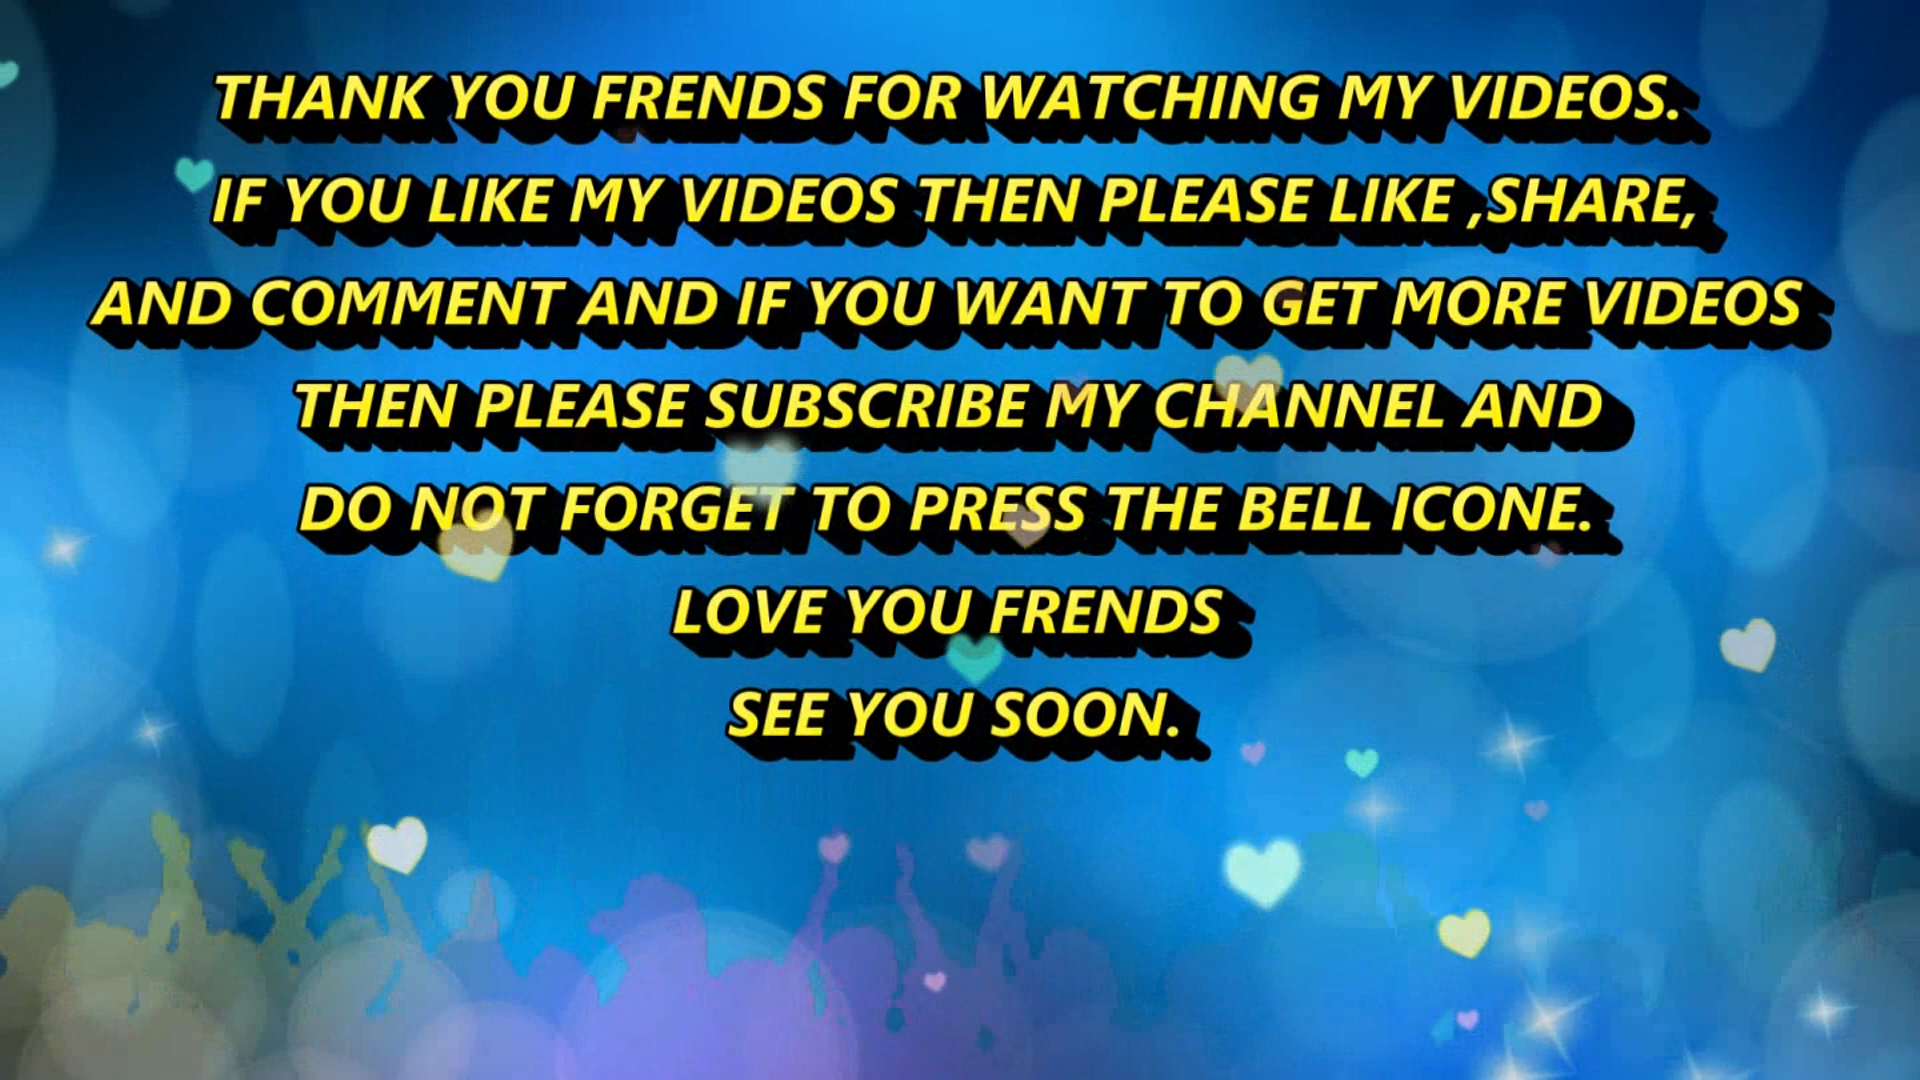 THANK YOU FRENDS FOR WATCHING MY VIDEOS.
IF YOU LIKE MY VIDEOS THEN PLEASE LIKE ,SHARE,
AND COMMENT AND IF YOU WANT TO GET MORE VIDEOS
THEN PLEASE SUBSCRIBE MY CHANNEL AND
DO NOT FORGET TO PRESS THE BELL ICONE.
LOVE YOU FRENDS
SEE YOU SOON.